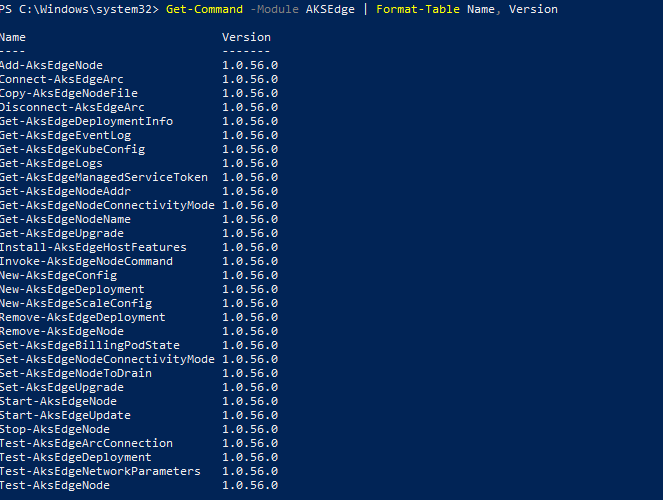 PS C:\Windows\system32> Get-Command -Module AKSEdge | Format-Table Name, Version
Name Version
---- -------
Add-AksEdgeNode 1.0.56.0
Connect-AksEdgeArc 1.0.56.0
Copy-AksEdgeNodeFile 1.0.56.0
Disconnect-AksEdgeArc 1.0.56.0
Get-AksEdgeDeploymentInfo 1.0.56.0
Get-AksEdgeEventLog 1.0.56.0
Get-AksEdgeKubeConfig 1.0.56.0
Get-AksEdgeLogs 1.0.56.0
Get-AksEdgeManagedServiceToken 1.0.56.0
Get-AksEdgeNodeAddr 1.0.56.0
Get-AksEdgeNodeConnectivityMode 1.0.56.0
Get-AksEdgeNodeName 1.0.56.0
Get-AksEdgeUpgrade 1.0.56.0
Install-AksEdgeHostFeatures 1.0.56.0
Invoke-AksEdgeNodeCommand 1.0.56.0
New-AksEdgeConfig 1.0.56.0
New-AksEdgeDeployment 1.0.56.0
New-AksEdgeScaleConfig 1.0.56.0
Remove-AksEdgeDeployment 1.0.56.0
Remove-AksEdgeNode 1.0.56.0
Set-AksEdgeBillingPodState 1.0.56.0
Set-AksEdgeNodeConnectivityMode 1.0.56.0
Set-AksEdgeNodeToDrain 1.0.56.0
Set-AksEdgeUpgrade 1.0.56.0
Start-AksEdgeNode 1.0.56.0
Start-AksEdgeUpdate 1.0.56.0
Stop-AksEdgeNode 1.0.56.0
Test-AksEdgeArcConnection 1.0.56.0
Test-AksEdgeDeployment 1.0.56.0
Test-AksEdgeNetworkParameters 1.0.56.0
Test-AksEdgeNode 1.0.56.0